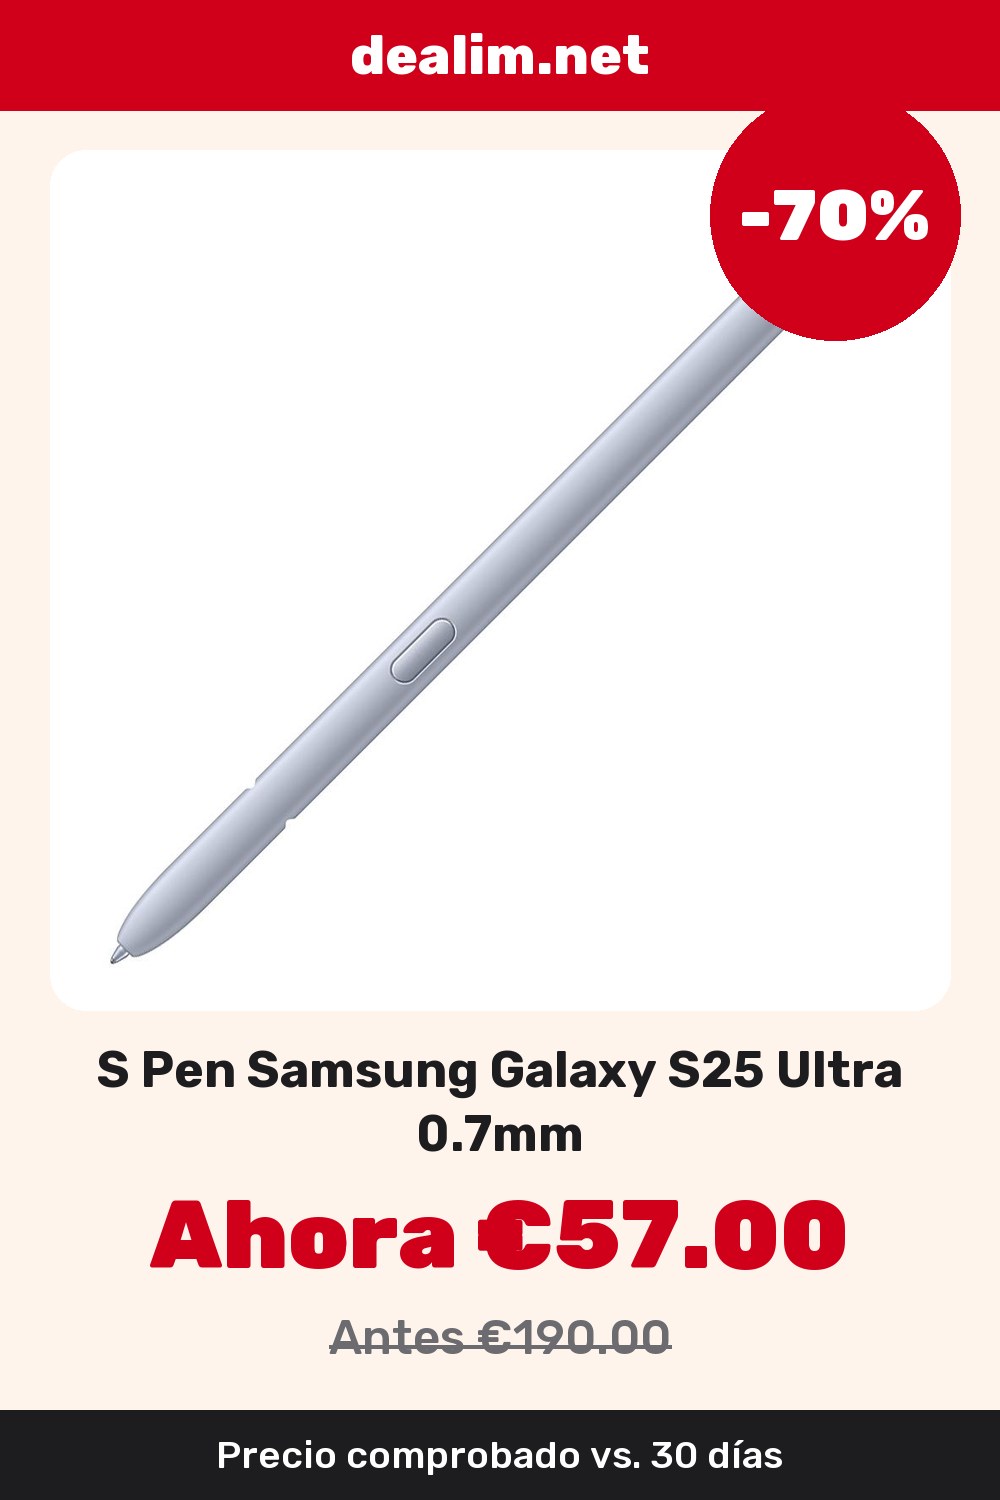 dealim.net
-70%
S Pen Samsung Galaxy S25 Ultra
0.7mm
Ahora €57.00
Antes €190.00
Precio comprobado vs. 30 días